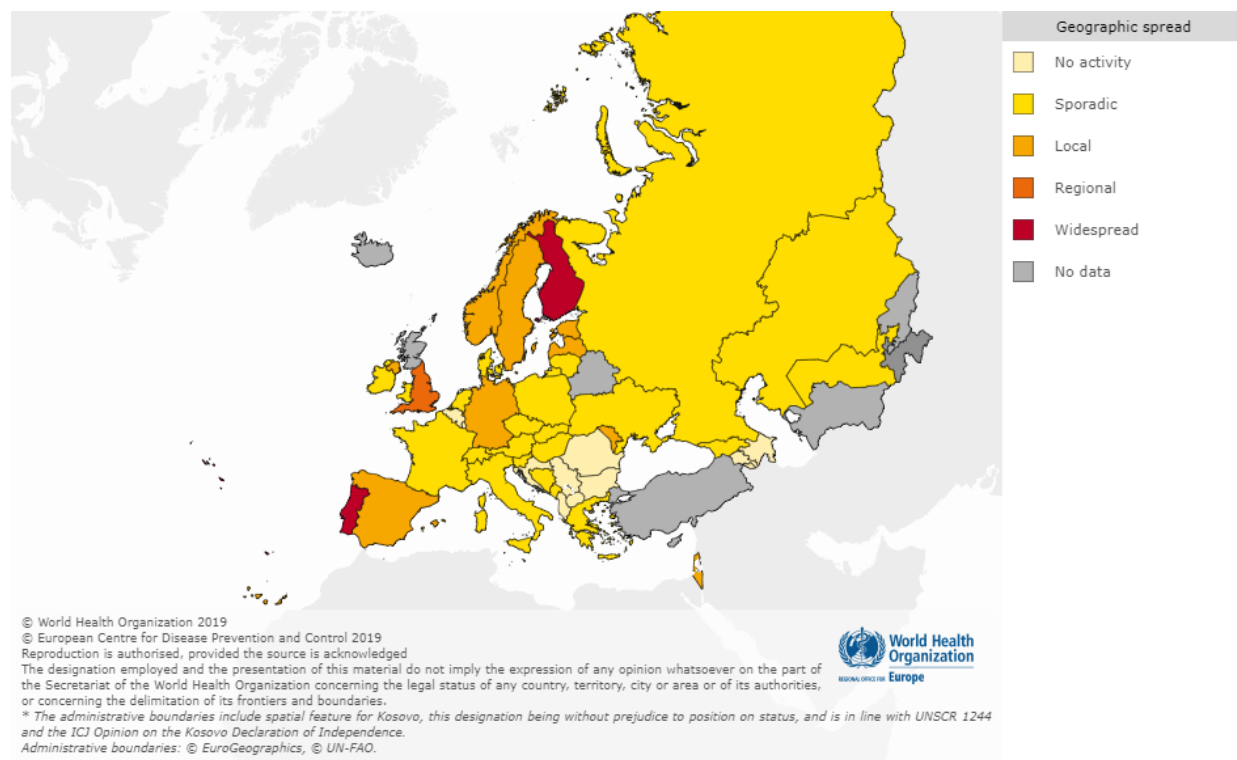 Geographic spread
No activity
Sporadic
Local
Regional
Widespread
No data
© World Health Organization 2019
© European Centre for Disease Prevention and Control 2019
Reproduction is authorised, provided the source is acknowledged
The designation employed and the presentation of this material do not imply the expression of any opinion whatsoever on the part of
the Secretariat of the World Health Organization concerning the legal status of any country, territory, city or area or of its authorities,
or concerning the delimitation of its frontiers and boundaries.
* The administrative boundaries include spatial feature for Kosovo, this designation being without prejudice to position on status, and is in line with UNSCR 1244
and the ICJ Opinion on the Kosovo Declaration of Independence.
Administrative boundaries: © EuroGeographics, © UN-FAO.
World Health
Organization
REGIONAL OFFICE FOR Europe